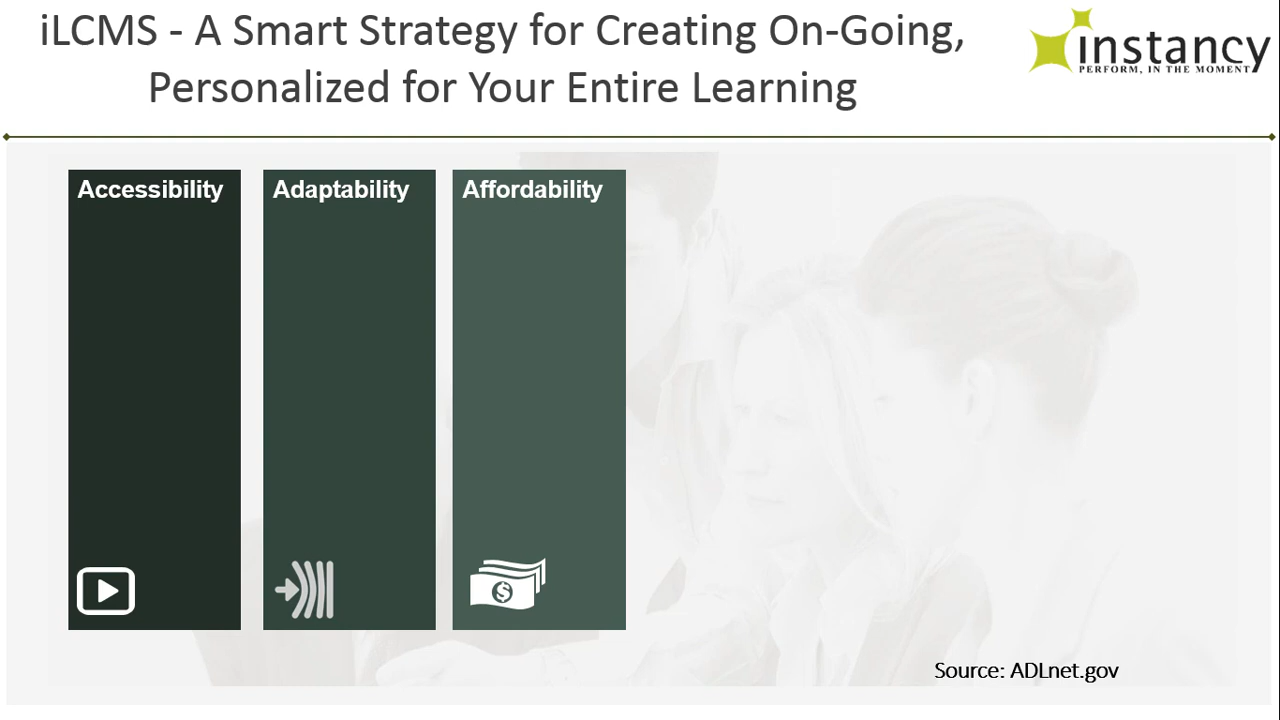 iLCMS - A Smart Strategy for Creating On-Going,
Personalized for Your Entire Learning
instancy
PERFORM, IN THE MOMENT
Accessibility
Adaptability
Affordability
$
Source: ADLnet.gov